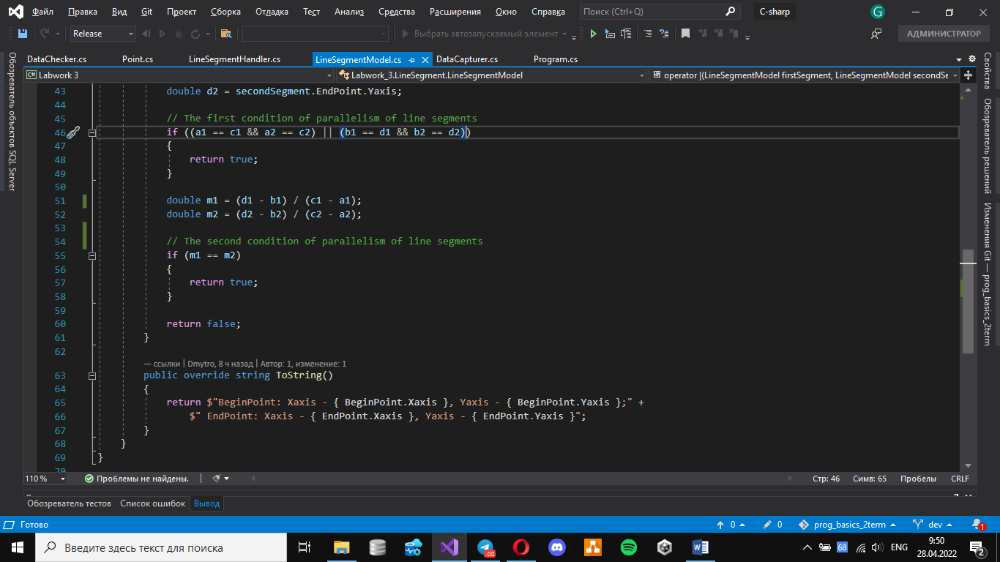 Файл Правка Вид Git Проект Сборка Отладка Тест Анализ Средства Расширения Окно Справка Поиск (Ctrl+Q) C-sharp G
Release Выбрать автозапускаемый элемент АДМИНИСТРАТОР
DataChecker.cs Point.cs LineSegmentHandler.cs LineSegmentModel.cs DataCapturer.cs Program.cs
C# Labwork 3 Labwork_3.LineSegment.LineSegmentModel operator |(LineSegmentModel firstSegment, LineSegmentModel secondSe
Обозреватель объектов SQL Server
43 double d2 = secondSegment.EndPoint.Yaxis;
44
45 // The first condition of parallelism of line segments
46 if ((a1 == c1 && a2 == c2) || (b1 == d1 && b2 == d2))
47 {
48 return true;
49 }
50
51 double m1 = (d1 - b1) / (c1 - a1);
52 double m2 = (d2 - b2) / (c2 - a2);
53
54 // The second condition of parallelism of line segments
55 if (m1 == m2)
56 {
57 return true;
58 }
59
60 return false;
61 }
62
— ссылки | Dmytro, 8 ч назад | Автор: 1, изменение: 1
63 public override string ToString()
64 {
65 return $"BeginPoint: Xaxis - { BeginPoint.Xaxis }, Yaxis - { BeginPoint.Yaxis };" +
66 $" EndPoint: Xaxis - { EndPoint.Xaxis }, Yaxis - { EndPoint.Yaxis }";
67 }
68 }
69 }
70
Свойства
Обозреватель решений
Изменения Git — prog_basics_2term
110 % Проблемы не найдены. Стр: 46 Симв: 65 Пробелы CRLF
Обозреватель тестов Список ошибок Вывод
Готово 0 0 prog_basics_2term dev 1
Введите здесь текст для поиска .00 68 ENG 9:50
28.04.2022 2